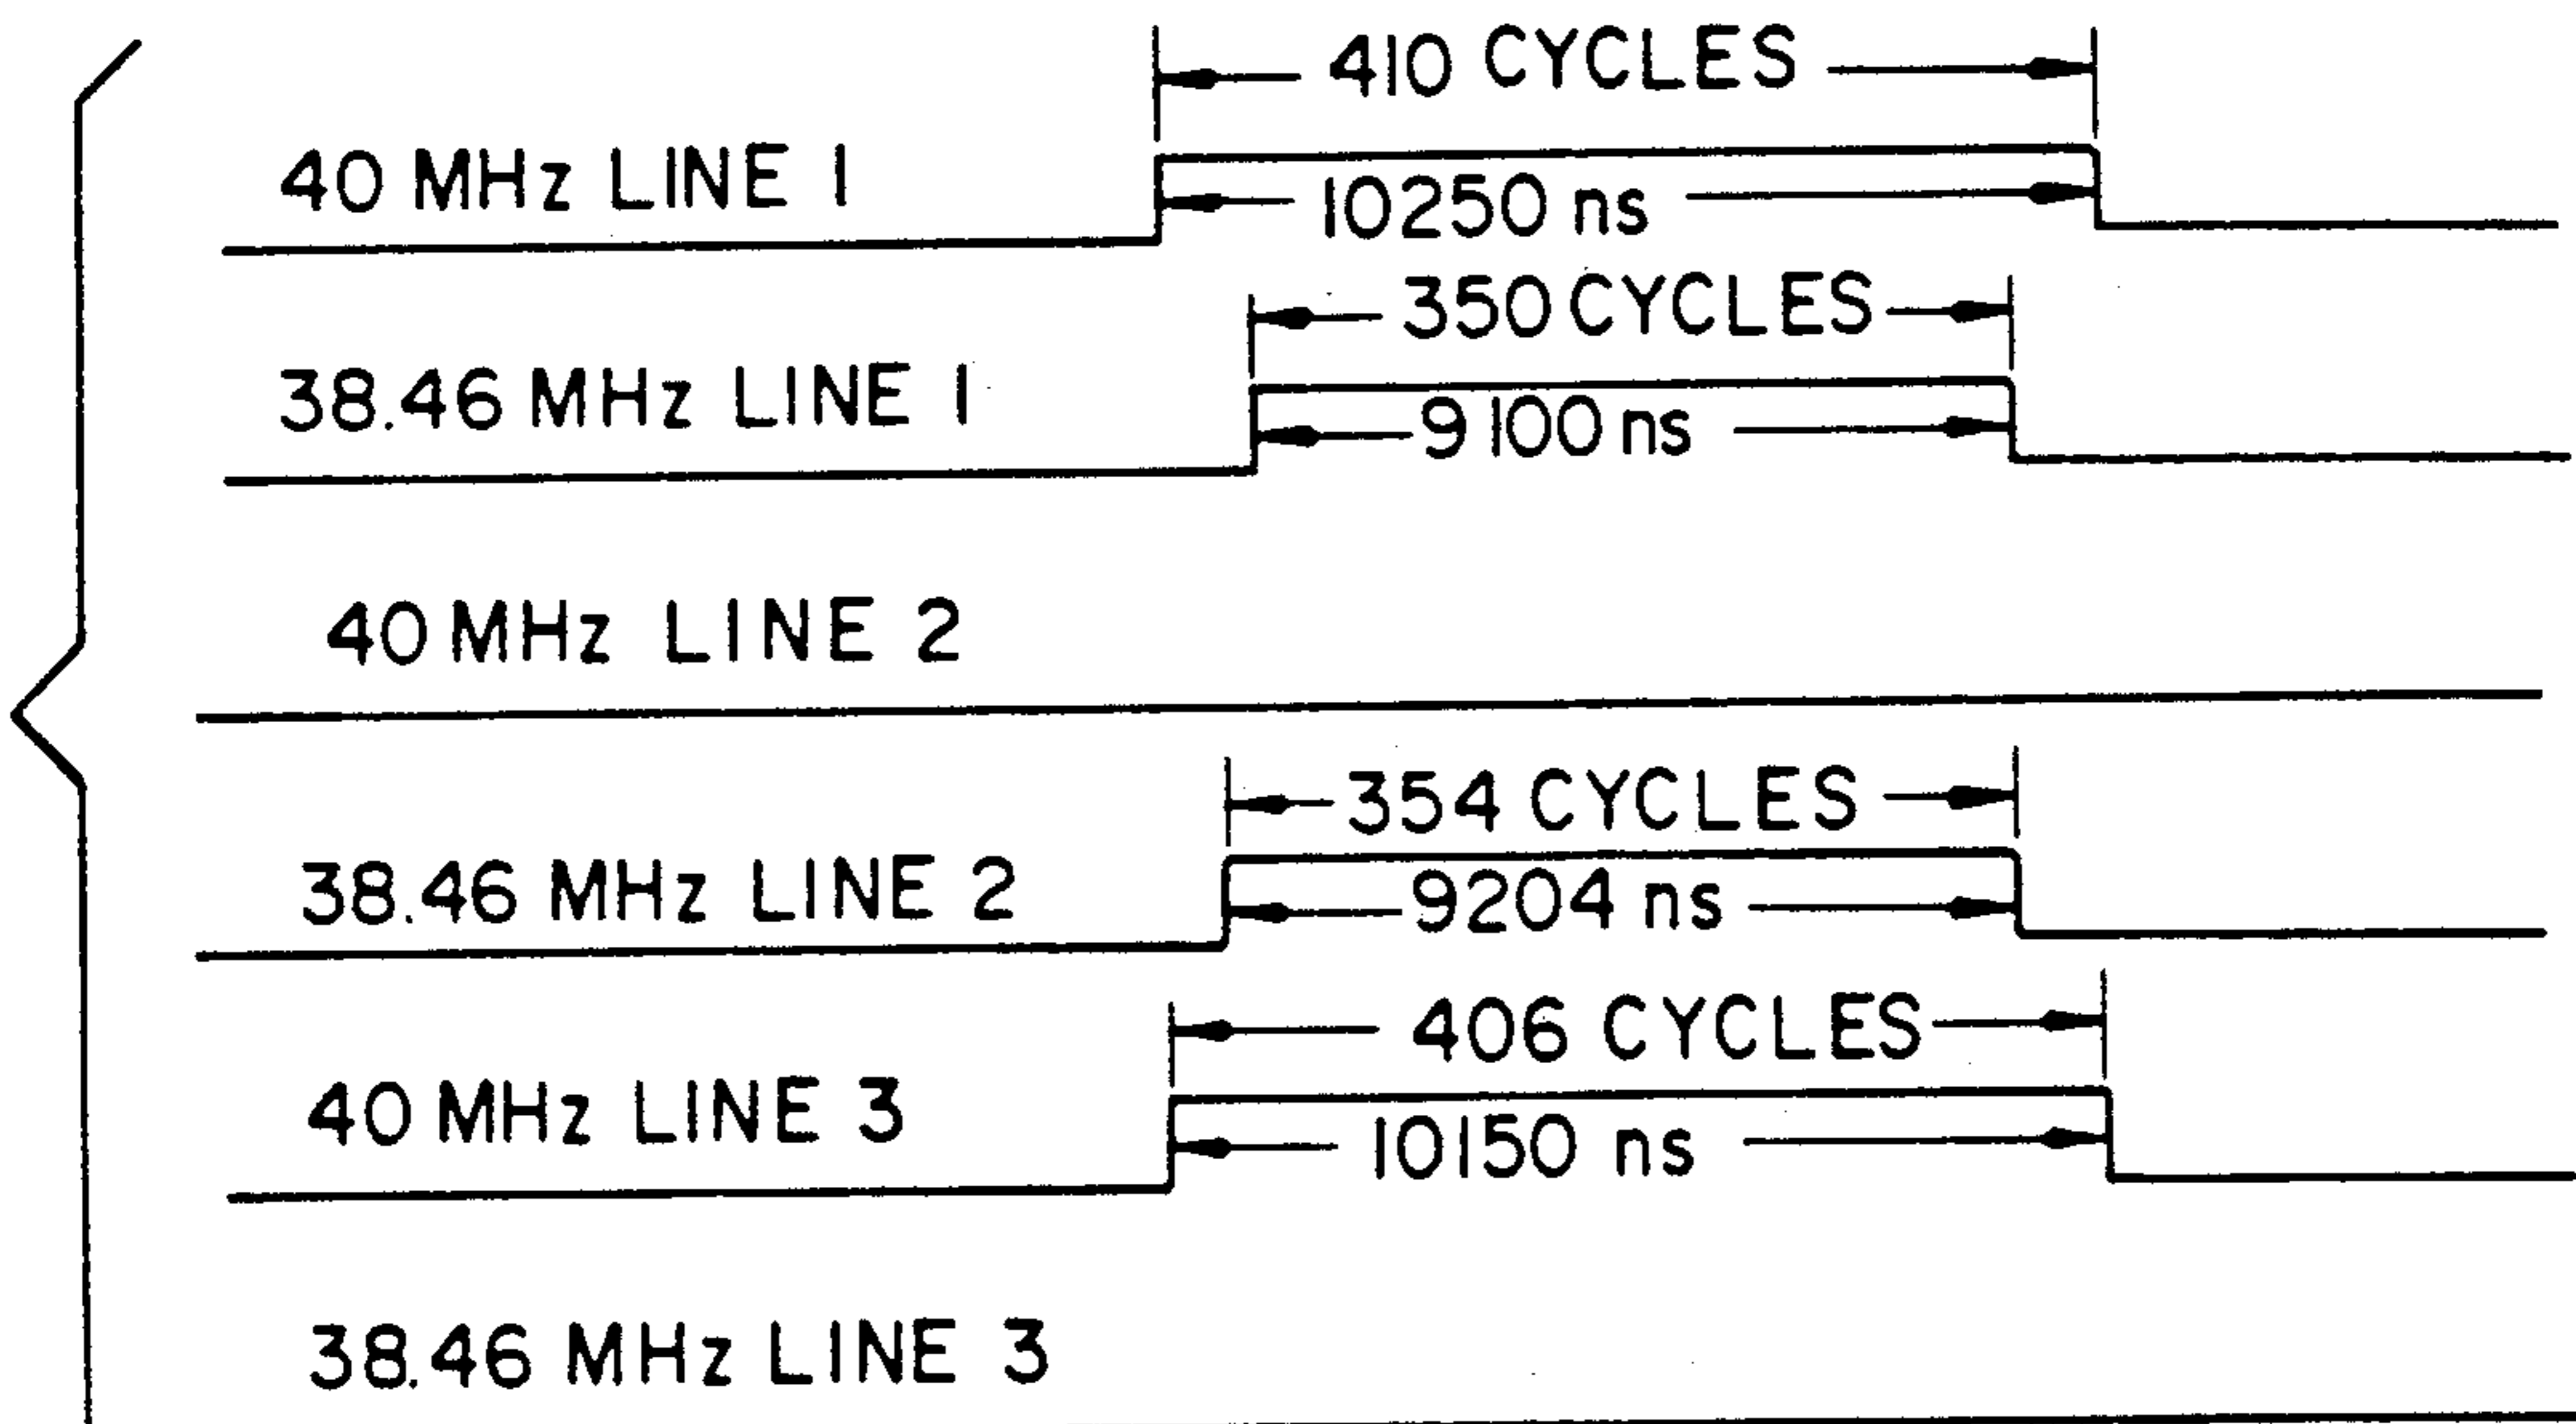 410 CYCLES
40 MHz LINE 1
10250 ns
350 CYCLES
38.46 MHz LINE 1
9100 ns
40 MHz LINE 2
354 CYCLES
38.46 MHz LINE 2
9204 ns
406 CYCLES
40 MHz LINE 3
10150 ns
38.46 MHz LINE 3